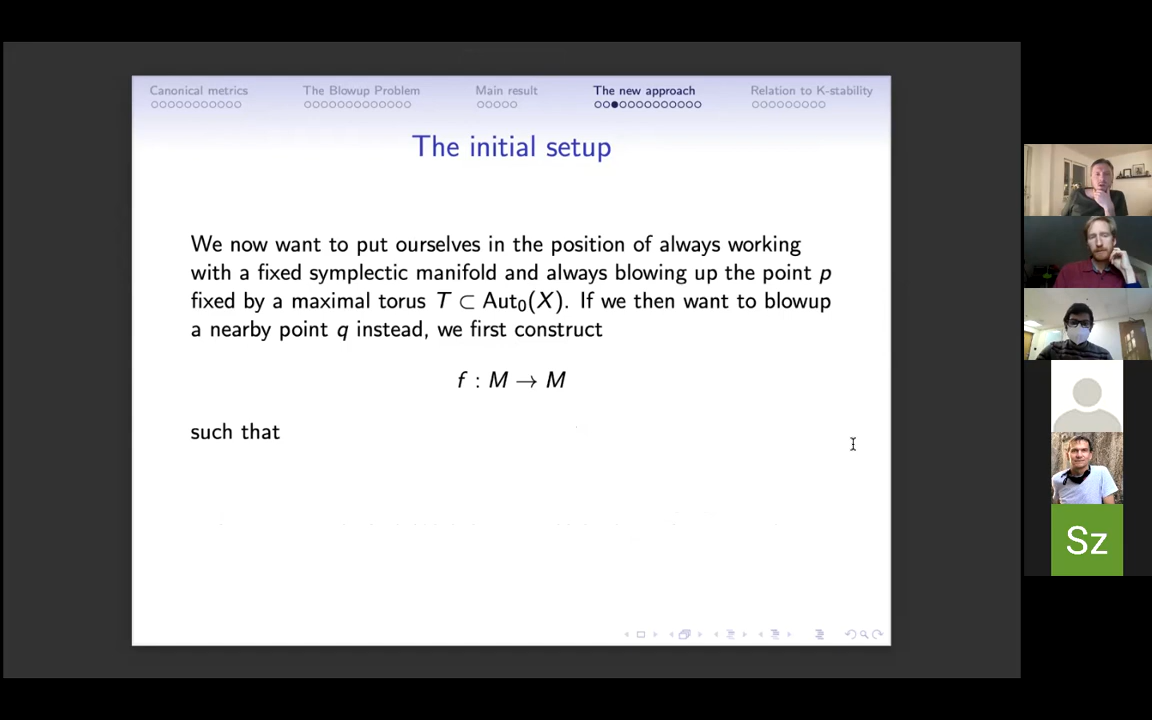 Canonical metrics The Blowup Problem Main result The new approach Relation to K-stability
The initial setup
We now want to put ourselves in the position of always working
with a fixed symplectic manifold and always blowing up the point p
fixed by a maximal torus T ⊂ Aut₀(X). If we then want to blowup
a nearby point q instead, we first construct
f : M → M
such that
Sz